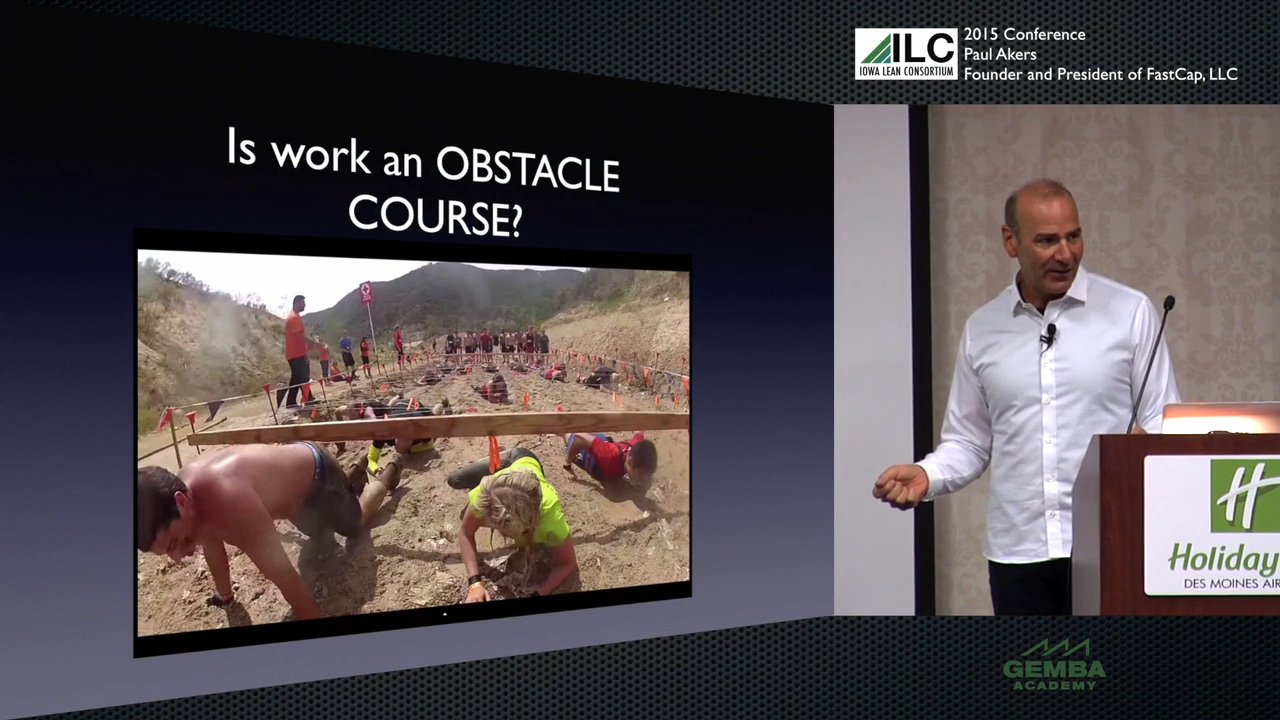 ILC
IOWA LEAN CONSORTIUM
2015 Conference
Paul Akers
Founder and President of FastCap, LLC
Is work an OBSTACLE
COURSE?
H
Holiday
DES MOINES AIR
GEMBA
ACADEMY